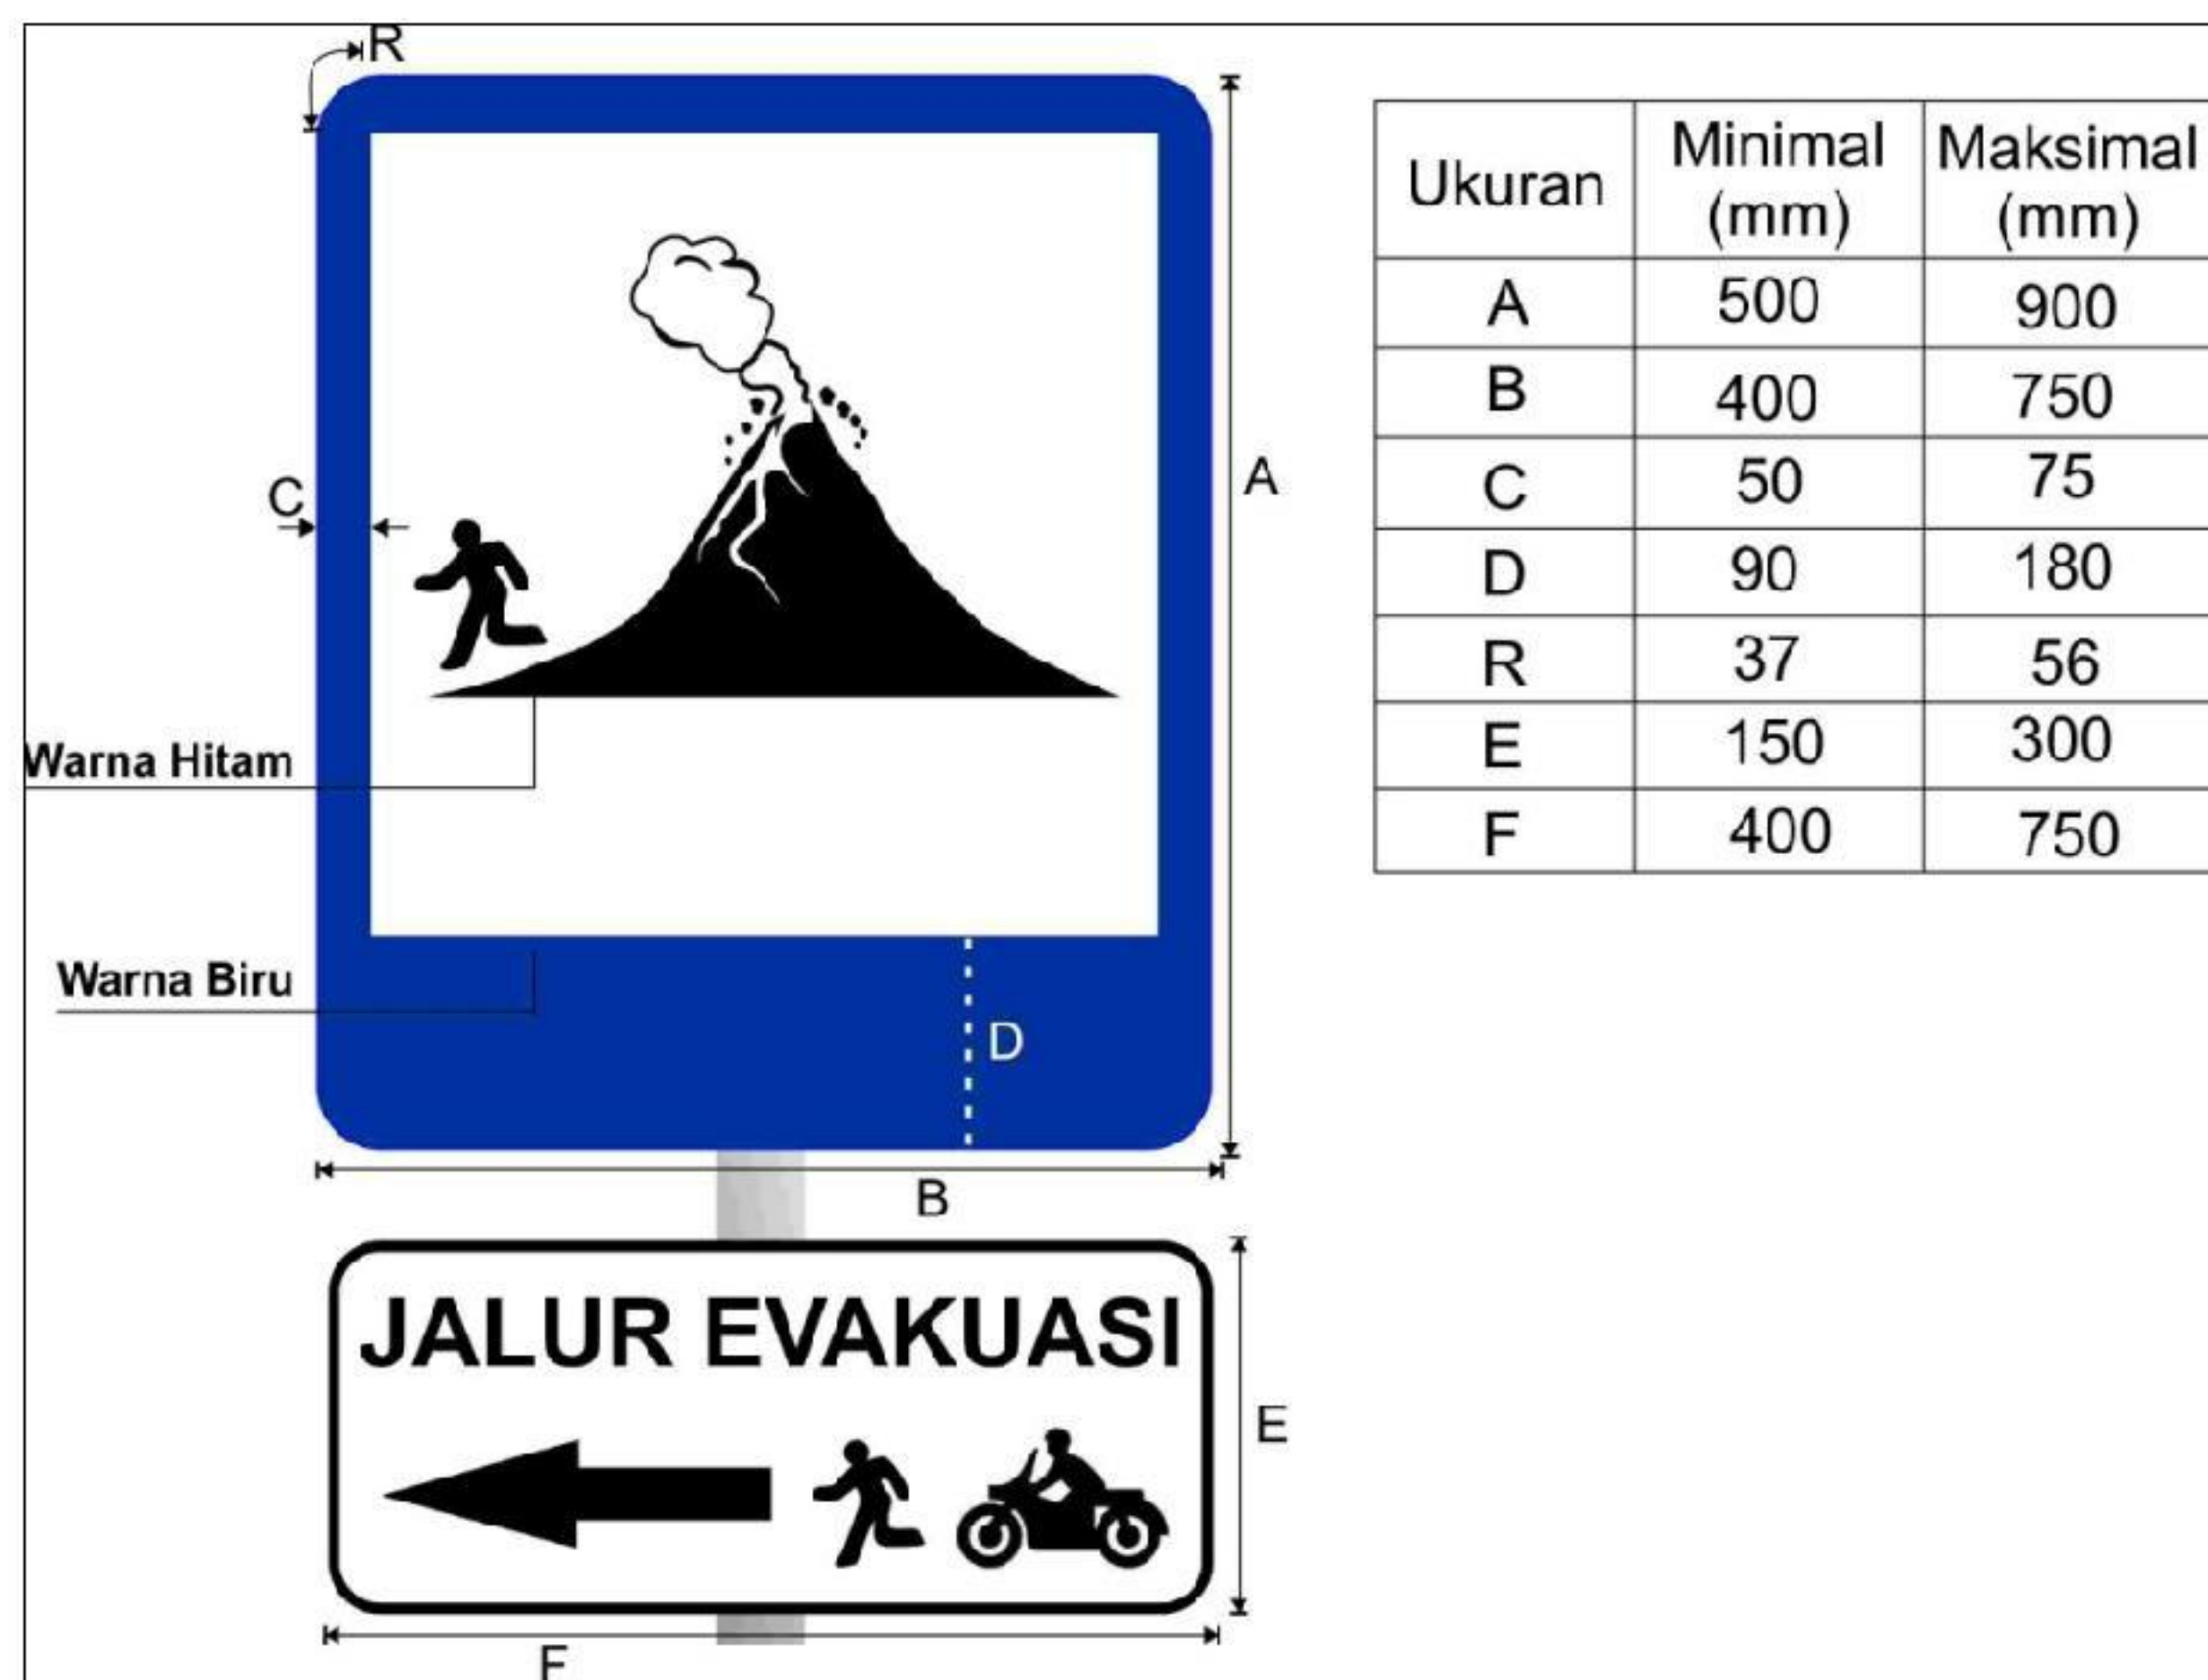 R
C
A
Warna Hitam
Warna Biru
D
B
JALUR EVAKUASI
E
F
Ukuran Minimal (mm) Maksimal (mm)
A 500 900
B 400 750
C 50 75
D 90 180
R 37 56
E 150 300
F 400 750